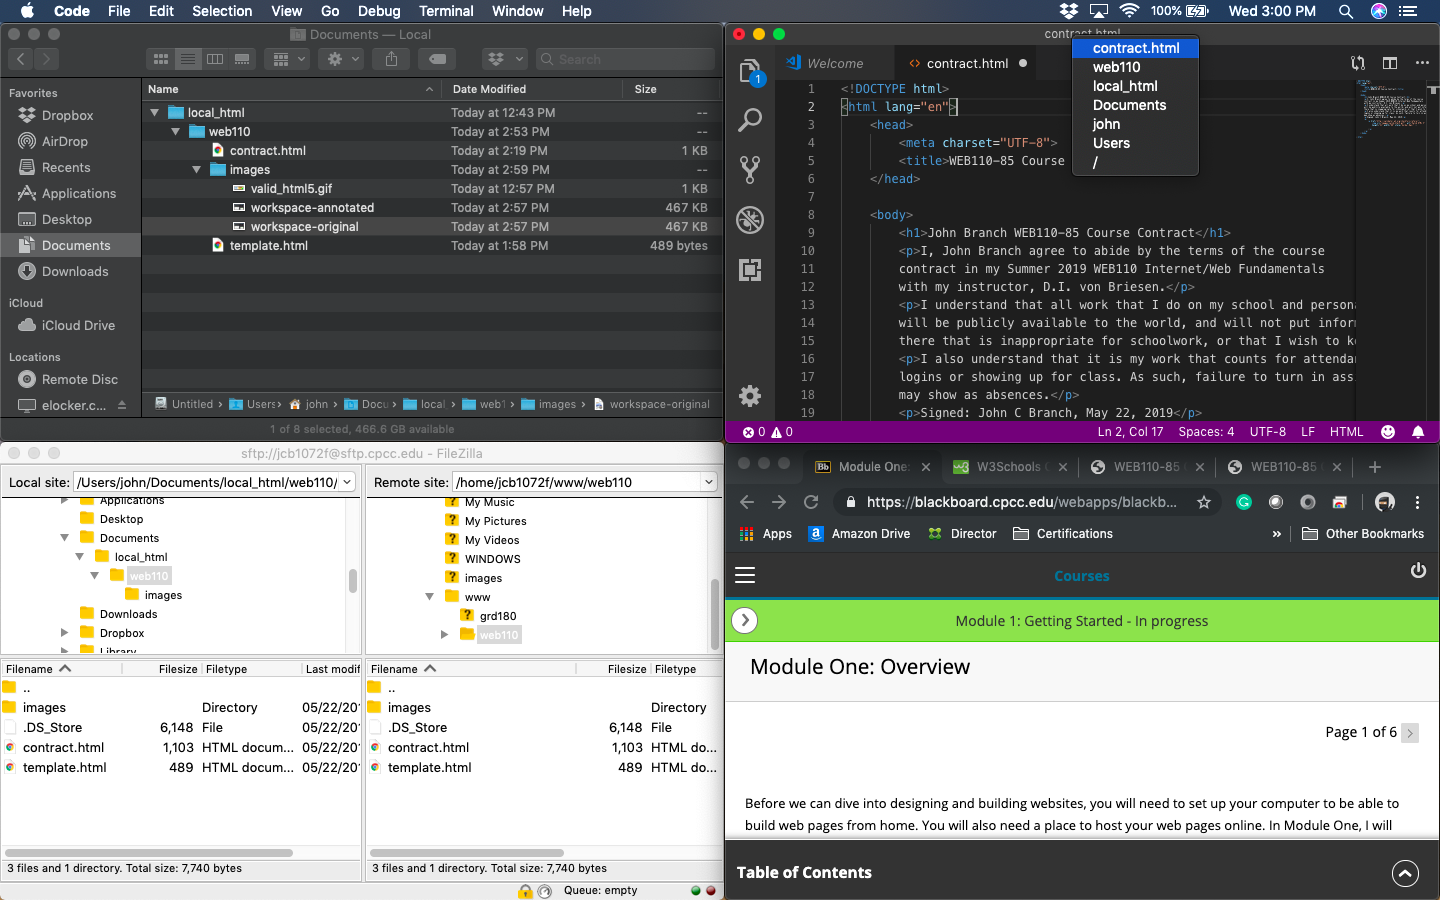 Code File Edit Selection View Go Debug Terminal Window Help
100% Wed 3:00 PM
Documents — Local
Search
Favorites
Dropbox
AirDrop
Recents
Applications
Desktop
Documents
Downloads
iCloud
iCloud Drive
Locations
Remote Disc
elocker.c...
Name Date Modified Size
local_html Today at 12:43 PM --
web110 Today at 2:53 PM --
contract.html Today at 2:19 PM 1 KB
images Today at 2:59 PM --
valid_html5.gif Today at 12:57 PM 1 KB
workspace-annotated Today at 2:57 PM 467 KB
workspace-original Today at 2:57 PM 467 KB
template.html Today at 1:58 PM 489 bytes
Untitled › Users › john › Docu › local › web1 › images › workspace-original
1 of 8 selected, 466.6 GB available
contract.html
contract.html
web110
local_html
Documents
john
Users
/
1
Welcome
<> contract.html
1 <!DOCTYPE html>
2 <html lang="en">
3 <head>
4 <meta charset="UTF-8">
5 <title>WEB110-85 Course
6 </head>
7
8 <body>
9 <h1>John Branch WEB110-85 Course Contract</h1>
10 <p>I, John Branch agree to abide by the terms of the course
11 contract in my Summer 2019 WEB110 Internet/Web Fundamentals
12 with my instructor, D.I. von Briesen.</p>
13 <p>I understand that all work that I do on my school and persona
14 will be publicly available to the world, and will not put infor
15 there that is inappropriate for schoolwork, or that I wish to k
16 <p>I also understand that it is my work that counts for attenda
17 logins or showing up for class. As such, failure to turn in ass
18 may show as absences.</p>
19 <p>Signed: John C Branch, May 22, 2019</p>
0 0 Ln 2, Col 17 Spaces: 4 UTF-8 LF HTML
sftp://jcb1072f@sftp.cpcc.edu - FileZilla
Local site: /Users/john/Documents/local_html/web110/
Applications
Desktop
Documents
local_html
web110
images
Downloads
Dropbox
Library
Filename Filesize Filetype Last modif
..
images Directory 05/22/20
.DS_Store 6,148 File 05/22/20
contract.html 1,103 HTML docum... 05/22/20
template.html 489 HTML docum... 05/22/20
3 files and 1 directory. Total size: 7,740 bytes
Remote site: /home/jcb1072f/www/web110
My Music
My Pictures
My Videos
WINDOWS
images
www
grd180
web110
Filename Filesize Filetype
..
images Directory
.DS_Store 6,148 File
contract.html 1,103 HTML do...
template.html 489 HTML do...
3 files and 1 directory. Total size: 7,740 bytes
Queue: empty
Bb Module One: W3Schools WEB110-85 WEB110-85
https://blackboard.cpcc.edu/webapps/blackb...
Apps Amazon Drive Director Certifications » Other Bookmarks
Courses
Module 1: Getting Started - In progress
Module One: Overview
Page 1 of 6
Before we can dive into designing and building websites, you will need to set up your computer to be able to
build web pages from home. You will also need a place to host your web pages online. In Module One, I will
Table of Contents